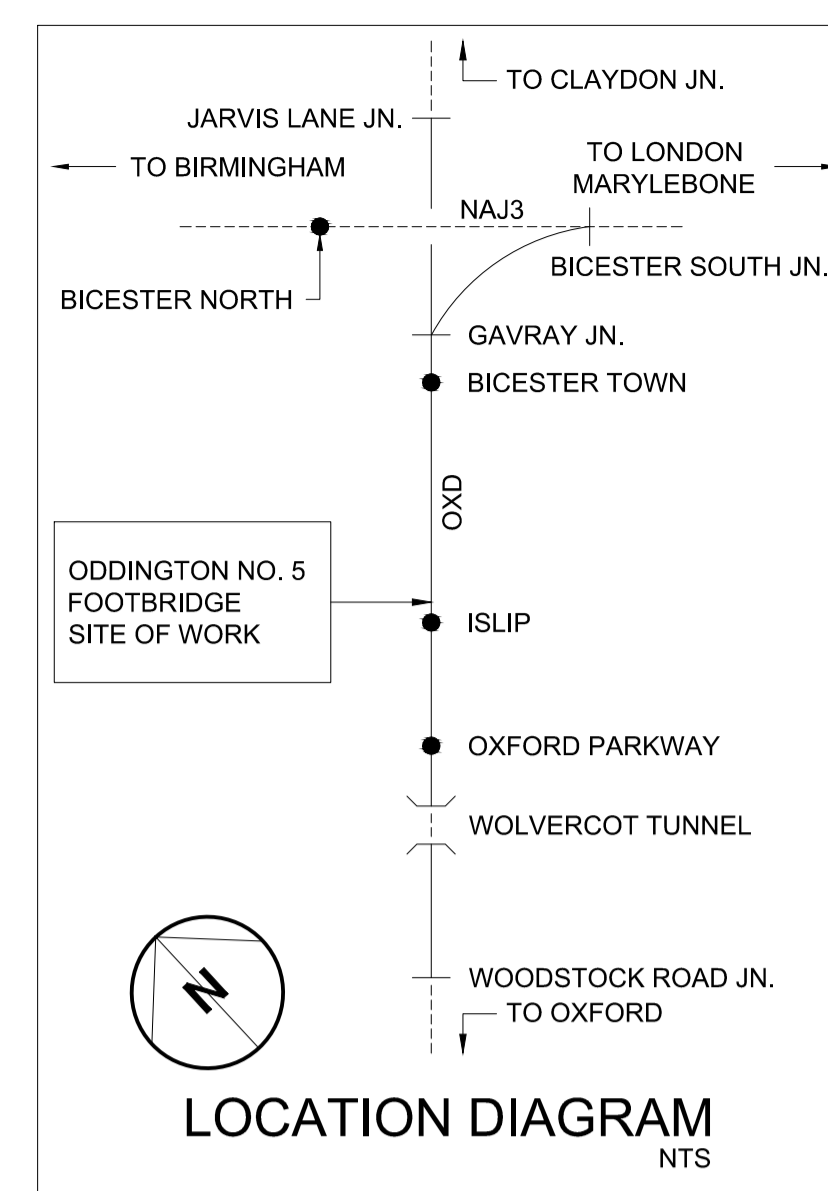 TO CLAYDON JN.
JARVIS LANE JN.
TO BIRMINGHAM
TO LONDON
MARYLEBONE
NAJ3
BICESTER SOUTH JN.
BICESTER NORTH
GAVRAY JN.
BICESTER TOWN
OXD
ODDINGTON NO. 5
FOOTBRIDGE
SITE OF WORK
ISLIP
OXFORD PARKWAY
WOLVERCOT TUNNEL
WOODSTOCK ROAD JN.
TO OXFORD
N
LOCATION DIAGRAM
NTS